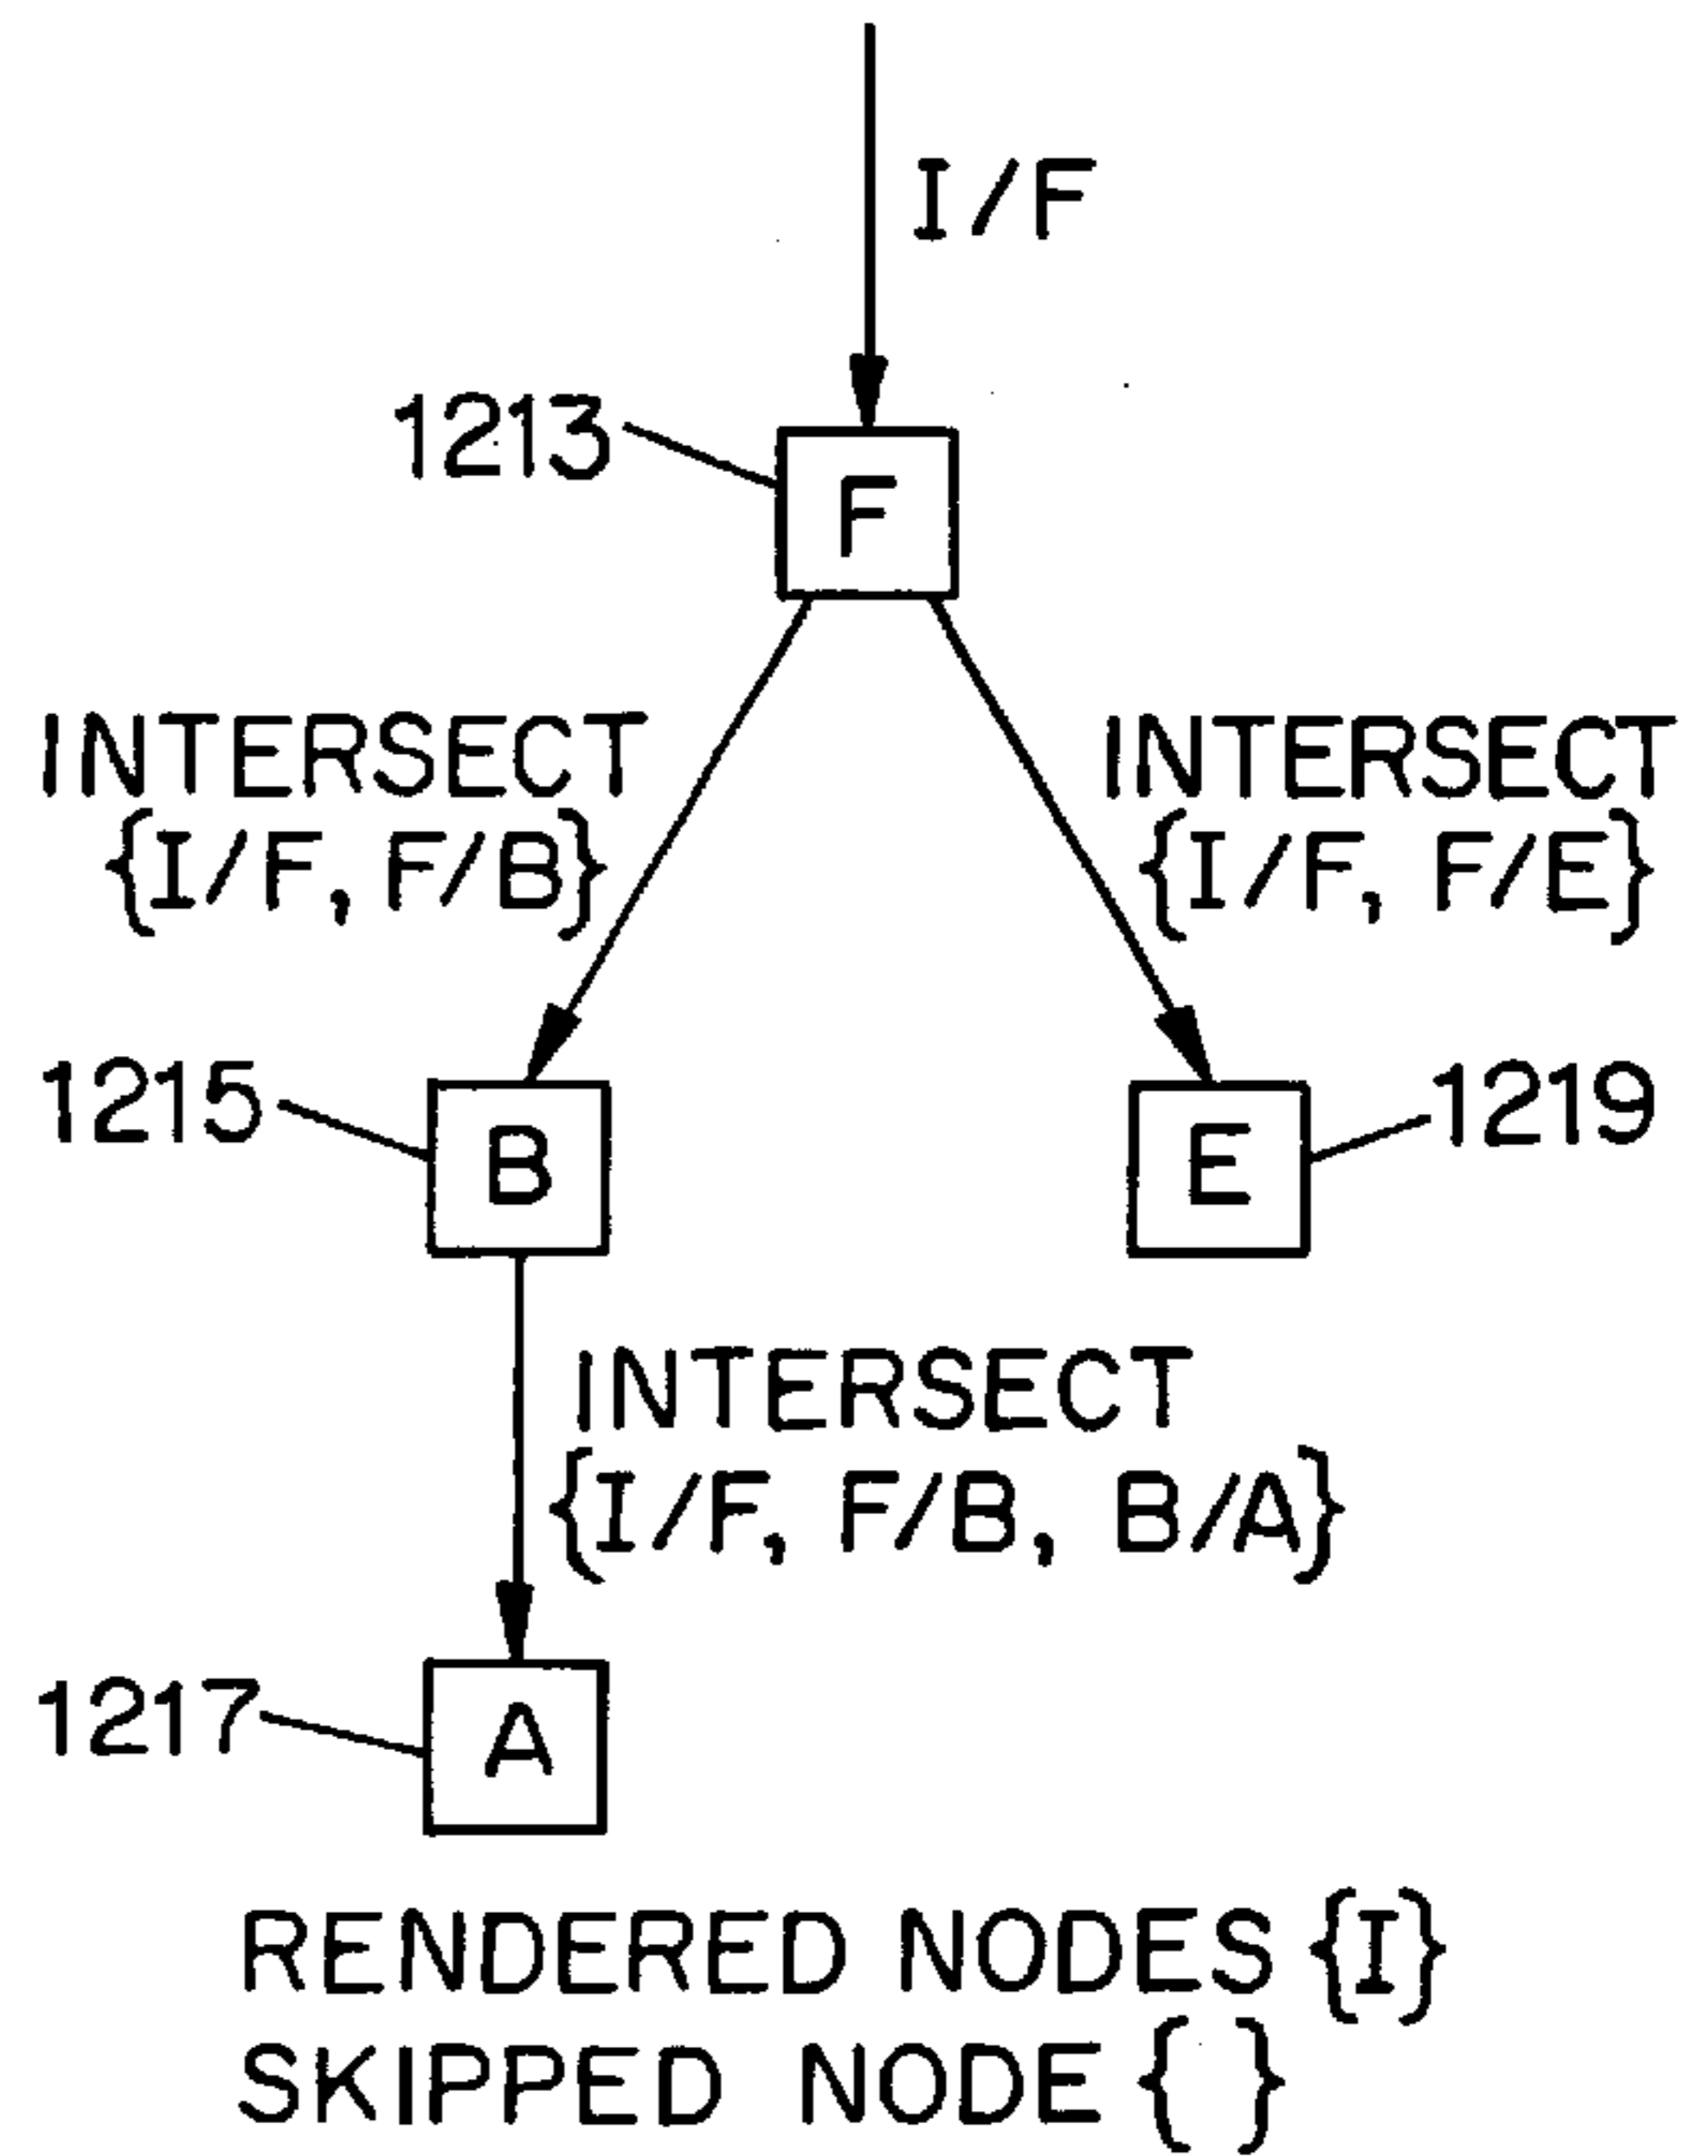 I/F
1213
F
INTERSECT
{I/F, F/B}
INTERSECT
{I/F, F/E}
1215
B
E
1219
INTERSECT
{I/F, F/B, B/A}
1217
A
RENDERED NODES {I}
SKIPPED NODE { }